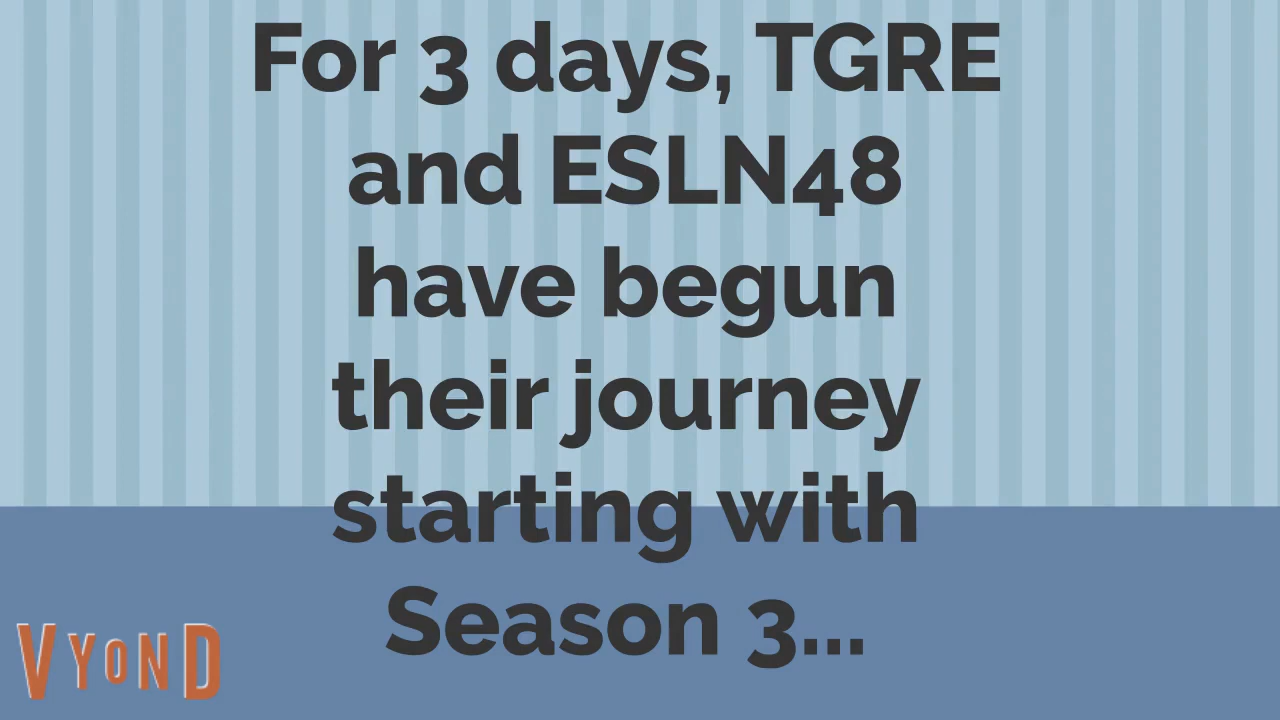 For 3 days, TGRE
and ESLN48
have begun
their journey
starting with
Season 3...
VYOND